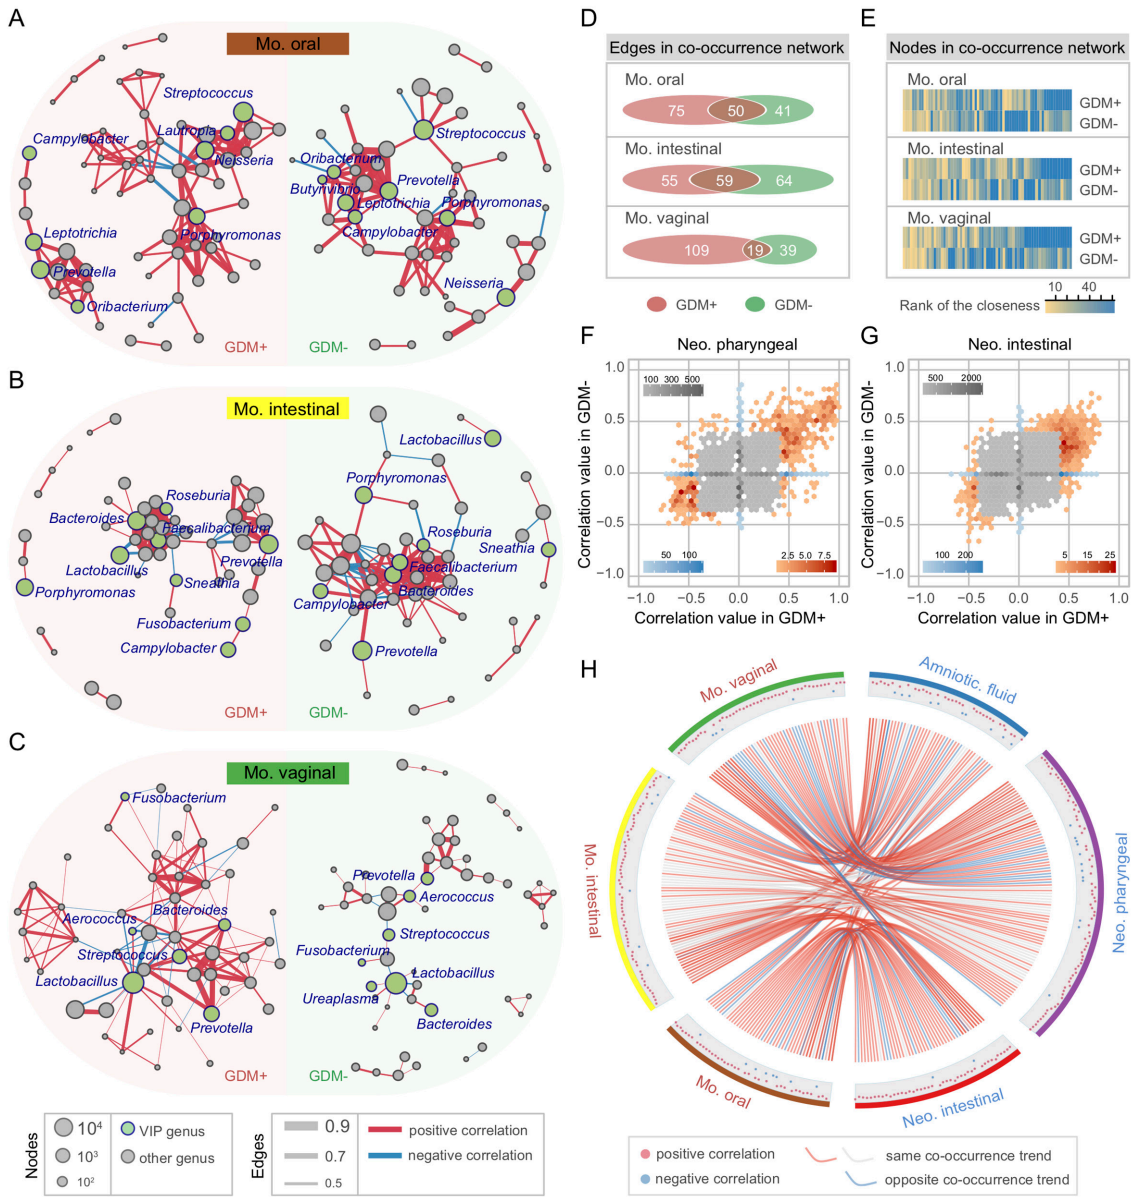 A
Mo. oral
Streptococcus
Campylobacter
Lautropia
Neisseria
Leptotrichia
Prevotella
Oribacterium
Porphyromonas
Streptococcus
Oribacterium
Butyrivibrio
Prevotella
Leptotrichia
Porphyromonas
Campylobacter
Neisseria
GDM+
GDM-
B
Mo. intestinal
Roseburia
Bacteroides
Faecalibacterium
Lactobacillus
Prevotella
Sneathia
Porphyromonas
Fusobacterium
Campylobacter
Lactobacillus
Porphyromonas
Roseburia
Sneathia
Faecalibacterium
Bacteroides
Campylobacter
Prevotella
GDM+
GDM-
C
Mo. vaginal
Fusobacterium
Bacteroides
Aerococcus
Streptococcus
Lactobacillus
Prevotella
Prevotella
Aerococcus
Streptococcus
Fusobacterium
Lactobacillus
Ureaplasma
Bacteroides
GDM+
GDM-
Nodes
10⁴
10³
10²
VIP genus
other genus
Edges
0.9
0.7
0.5
positive correlation
negative correlation
D
Edges in co-occurrence network
Mo. oral
75 50 41
Mo. intestinal
55 59 64
Mo. vaginal
109 19 39
GDM+ GDM-
E
Nodes in co-occurrence network
Mo. oral
GDM+
GDM-
Mo. intestinal
GDM+
GDM-
Mo. vaginal
GDM+
GDM-
10 40
Rank of the closeness
F
Neo. pharyngeal
Correlation value in GDM-
1.0
0.5
0.0
−0.5
−1.0
100 300 500
50 100
2.5 5.0 7.5
−1.0 −0.5 0.0 0.5 1.0
Correlation value in GDM+
G
Neo. intestinal
Correlation value in GDM-
1.0
0.5
0.0
−0.5
−1.0
500 2000
100 200
5 15 25
−1.0 −0.5 0.0 0.5 1.0
Correlation value in GDM+
H
Mo. vaginal
Amniotic. fluid
Mo. intestinal
Neo. pharyngeal
Mo. oral
Neo. intestinal
positive correlation
negative correlation
same co-occurrence trend
opposite co-occurrence trend